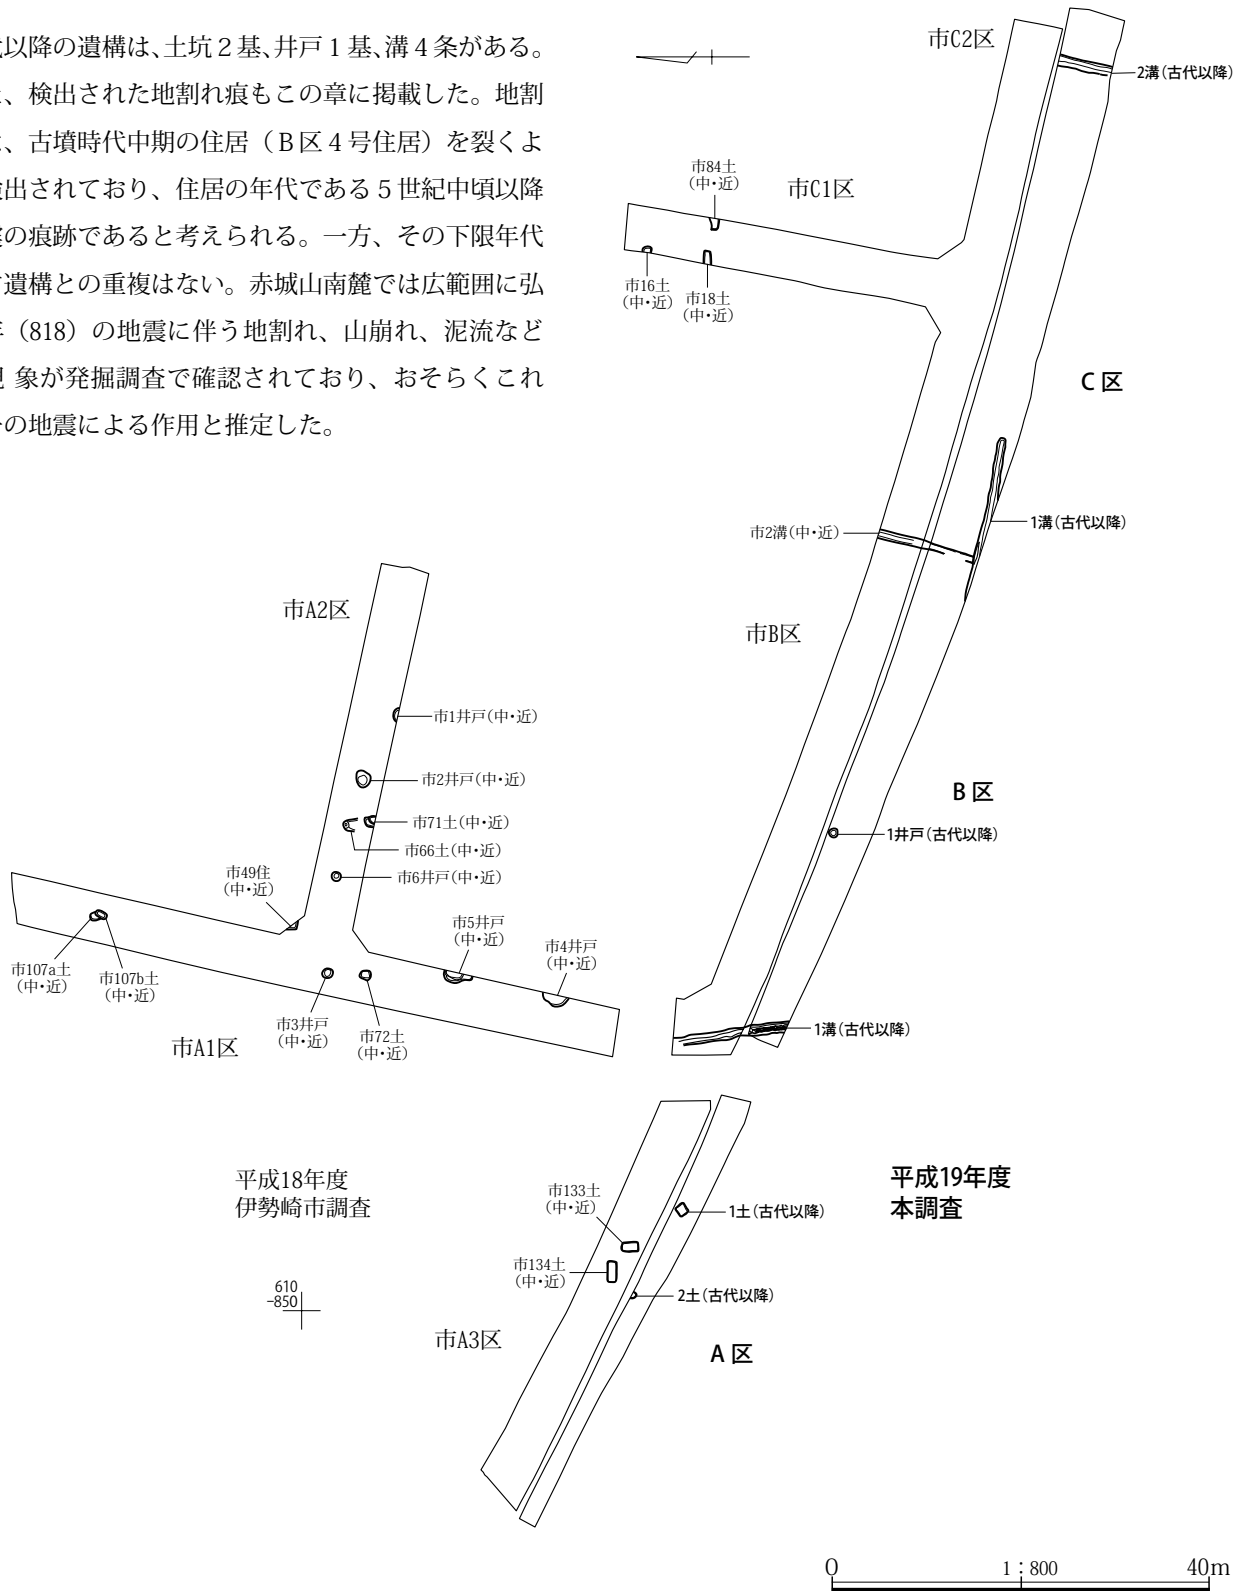 以降の遺構は、土坑２基、井戸１基、溝４条がある。
、検出された地割れ痕もこの章に掲載した。地割
、古墳時代中期の住居（Ｂ区４号住居）を裂くよ
出されており、住居の年代である５世紀中頃以降
の痕跡であると考えられる。一方、その下限年代
遺構との重複はない。赤城山南麓では広範囲に弘
（818）の地震に伴う地割れ、山崩れ、泥流など
象が発掘調査で確認されており、おそらくこれ
の地震による作用と推定した。
市C2区
2溝(古代以降)
市84土
(中・近)
市C1区
市16土
(中・近)
市18土
(中・近)
C区
市2溝(中・近)
1溝(古代以降)
市A2区
市B区
市1井戸(中・近)
市2井戸(中・近)
B区
市71土(中・近)
1井戸(古代以降)
市66土(中・近)
市49住
(中・近)
市6井戸(中・近)
市5井戸
(中・近)
市4井戸
(中・近)
市107a土
(中・近)
市107b土
(中・近)
市3井戸
(中・近)
市72土
(中・近)
1溝(古代以降)
市A1区
平成18年度
伊勢崎市調査
平成19年度
本調査
市133土
(中・近)
1土(古代以降)
市134土
(中・近)
2土(古代以降)
610
-850
市A3区
A区
0 1：800 40m